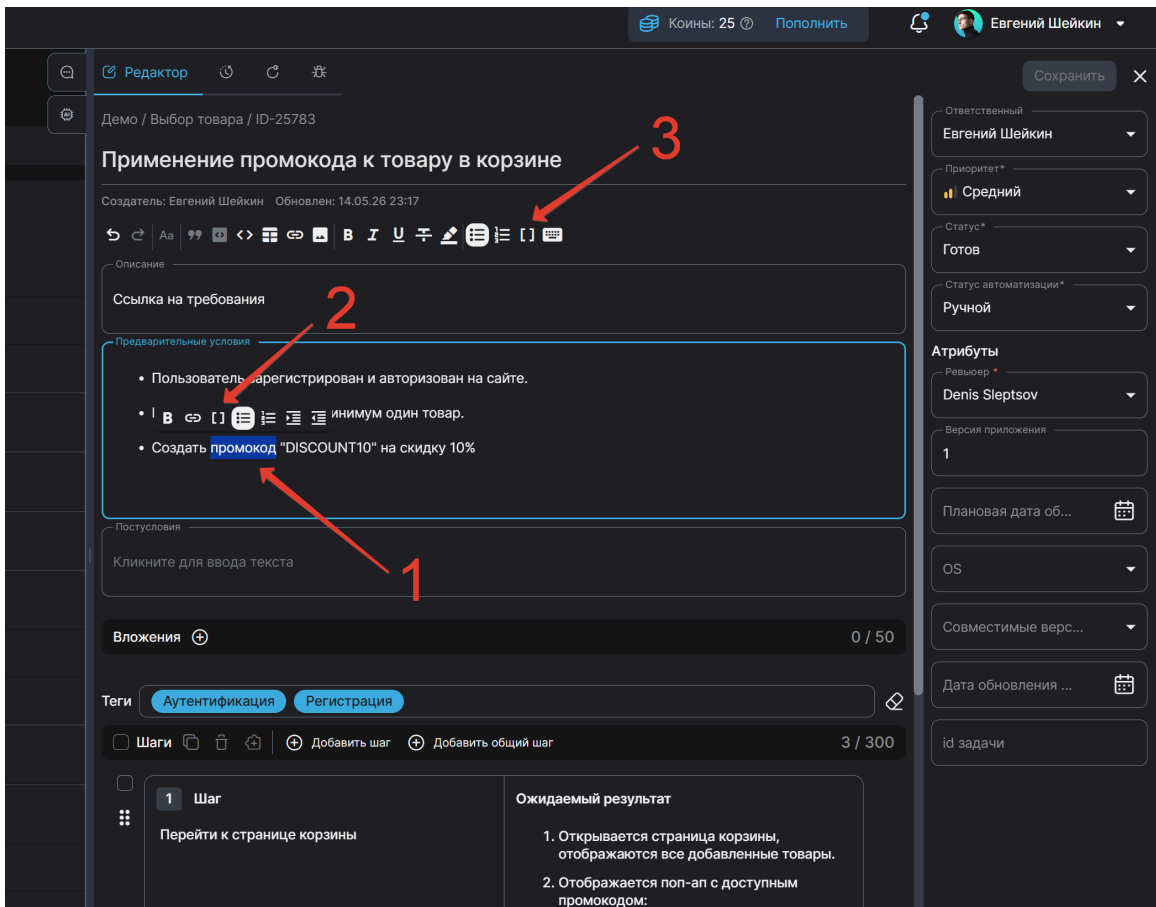 Коины: 25 Пополнить
Евгений Шейкин
Редактор
Сохранить
Демо / Выбор товара / ID-25783
Применение промокода к товару в корзине
3
Создатель: Евгений Шейкин Обновлен: 14.05.26 23:17
Aa B I U T [ ]
Описание
Ссылка на требования
2
Предварительные условия
• Пользователь зарегистрирован и авторизован на сайте.
B [ ] инимум один товар.
• Создать промокод "DISCOUNT10" на скидку 10%
1
Постусловия
Кликните для ввода текста
Вложения 0 / 50
Теги Аутентификация Регистрация
Шаги Добавить шаг Добавить общий шаг 3 / 300
1 Шаг
Перейти к странице корзины
Ожидаемый результат
1. Открывается страница корзины,
отображаются все добавленные товары.
2. Отображается поп-ап с доступным
промокодом:
Ответственный
Евгений Шейкин
Приоритет*
Средний
Статус*
Готов
Статус автоматизации*
Ручной
Атрибуты
Ревьюер *
Denis Sleptsov
Версия приложения
1
Плановая дата об...
OS
Совместимые верс...
Дата обновления ...
id задачи